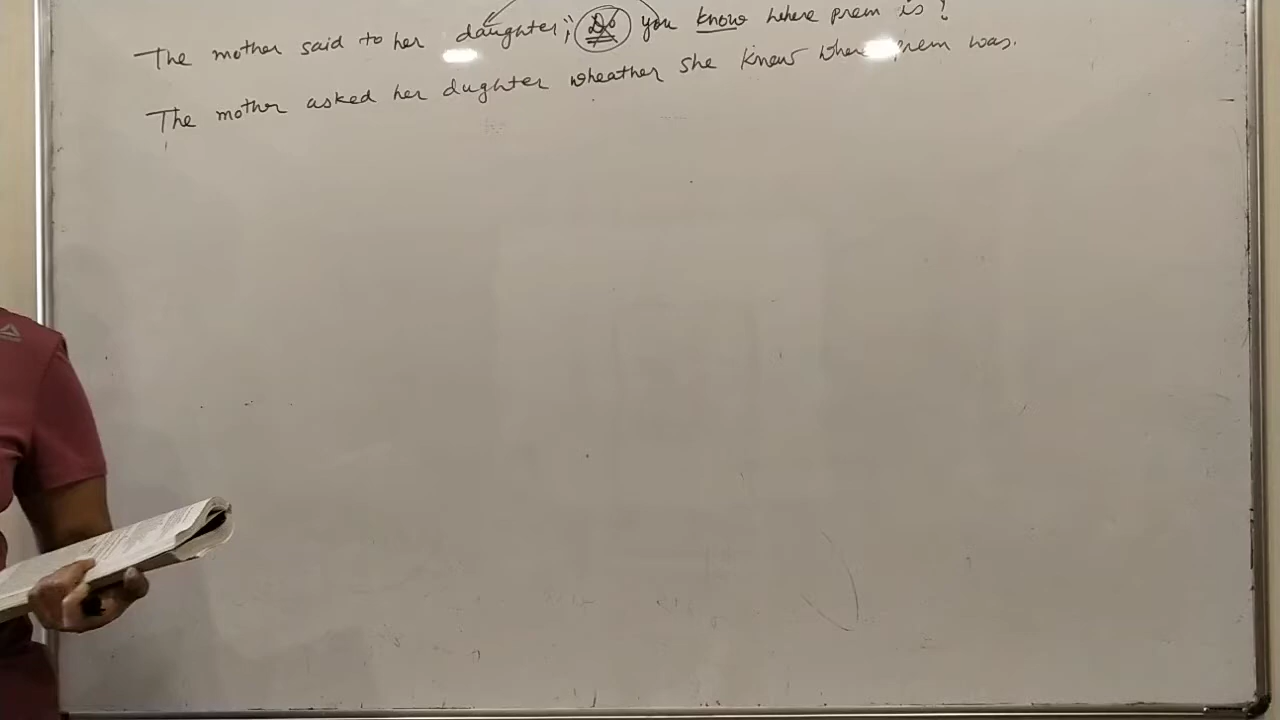 The mother said to her daughter; "Do you know where prem is?
The mother asked her dughter wheather she knew where prem was.